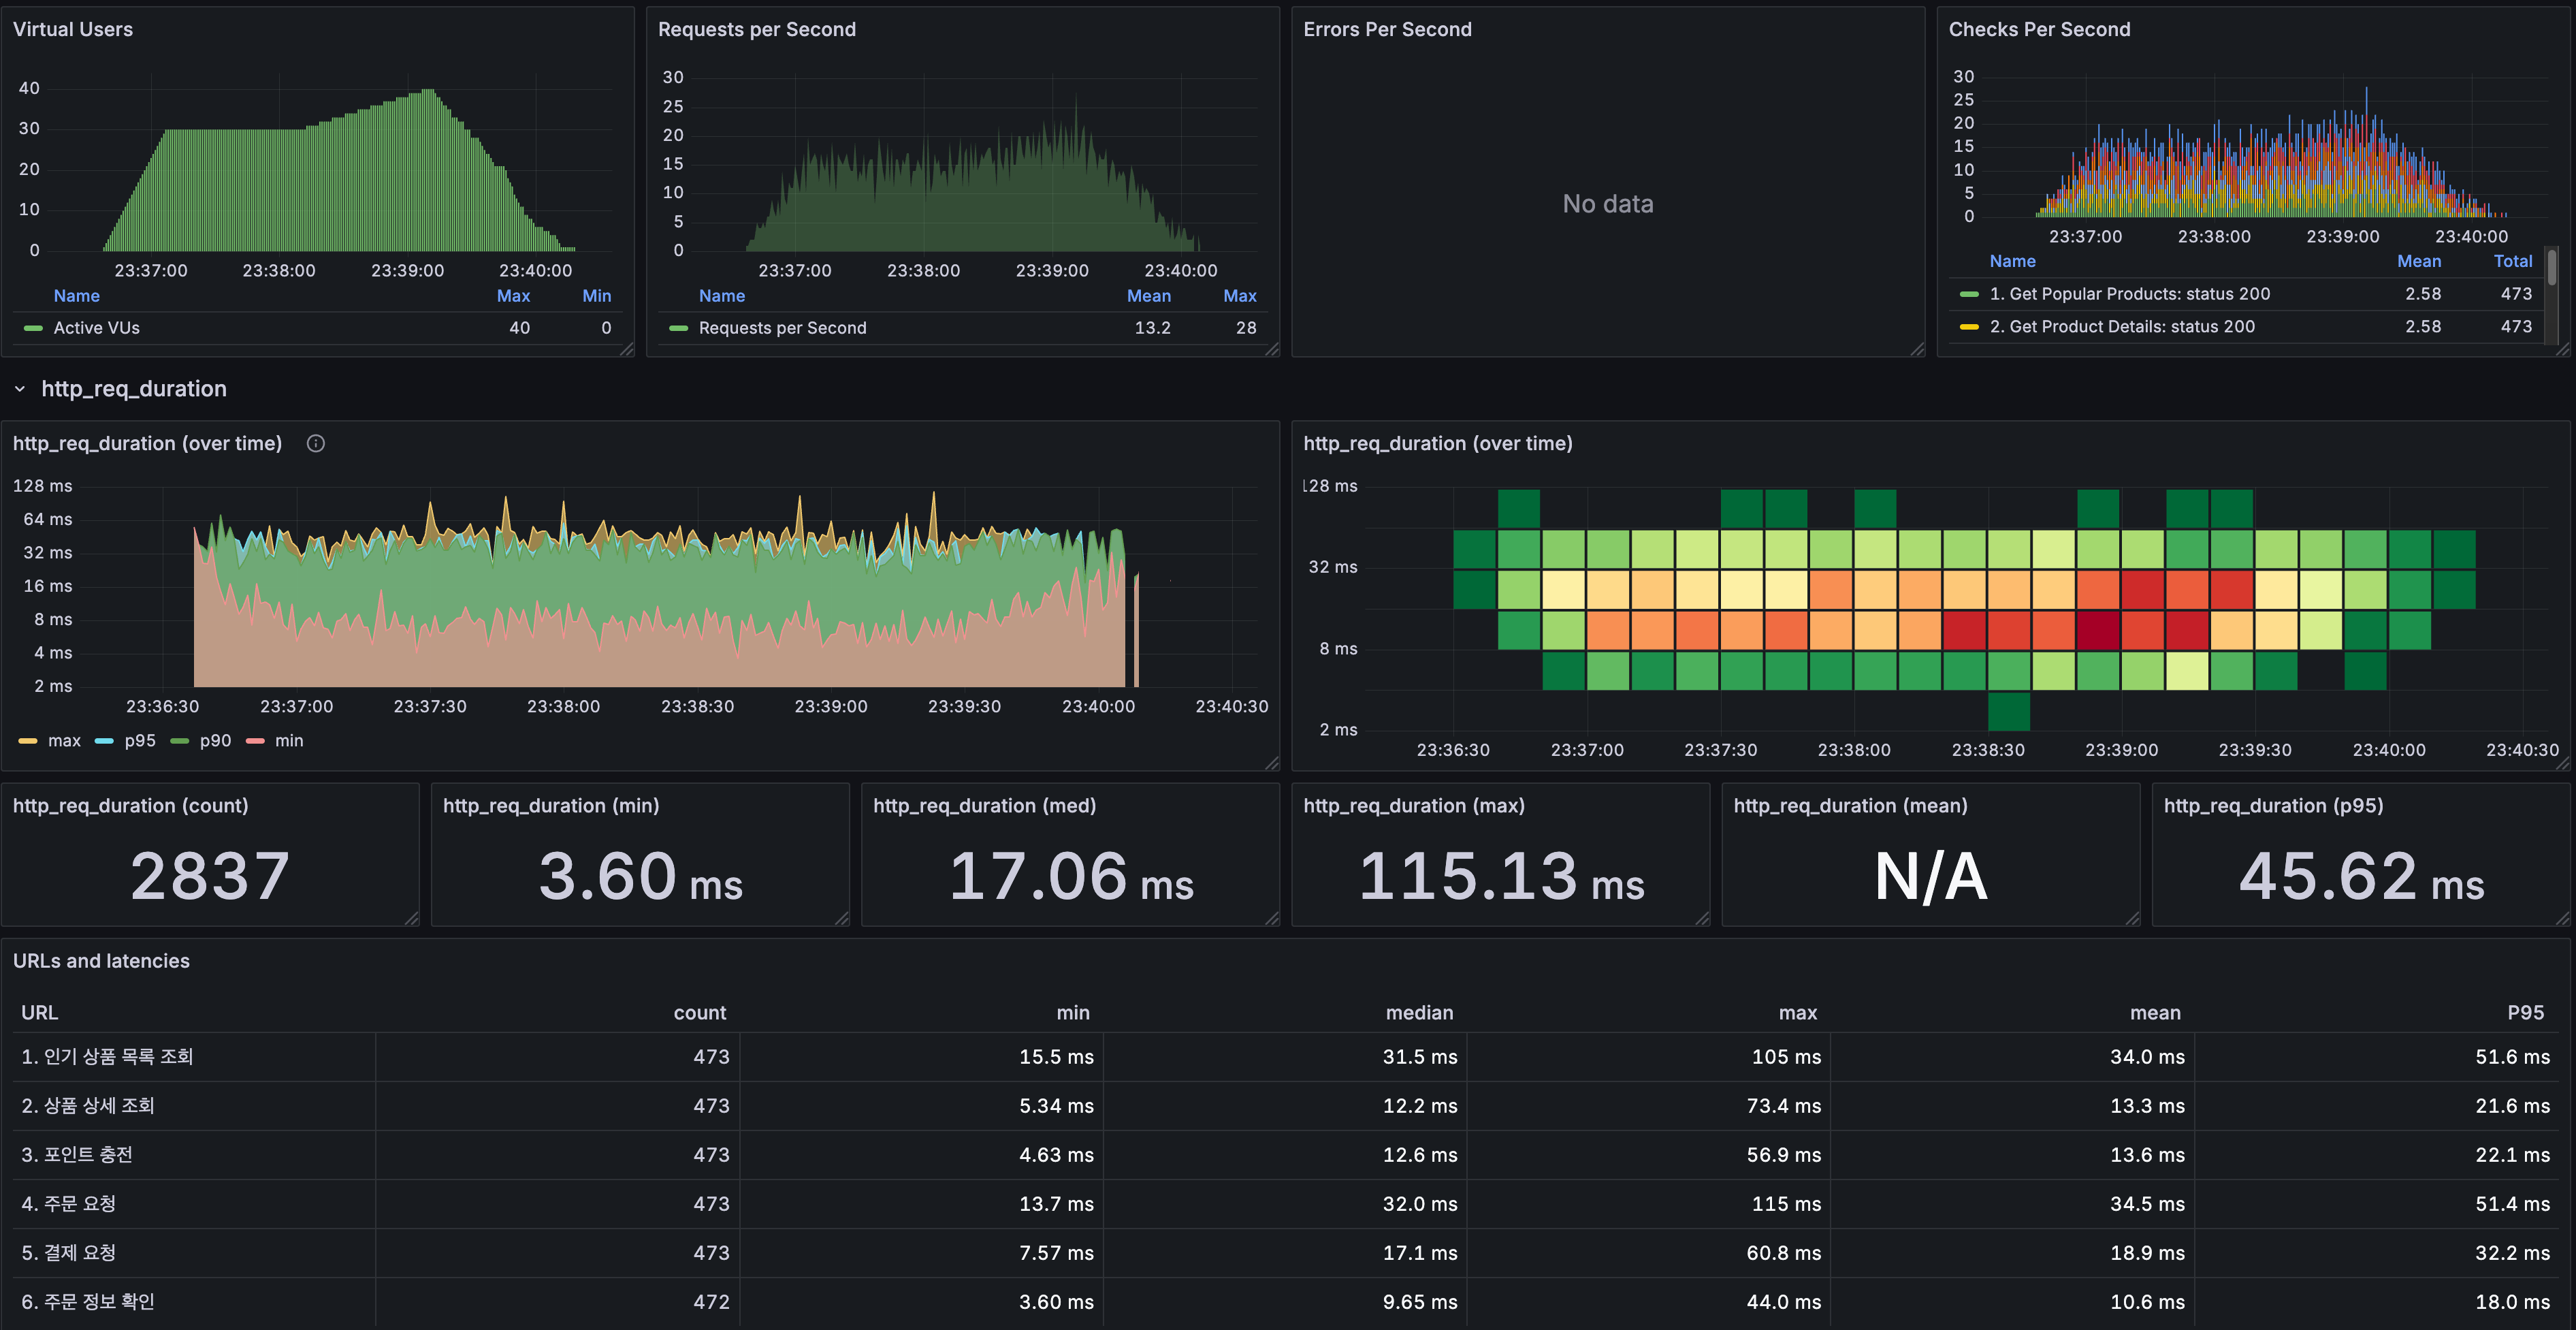 Virtual Users
40
30
20
10
0
23:37:00 23:38:00 23:39:00 23:40:00
Name Max Min
Active VUs 40 0
Requests per Second
30
25
20
15
10
5
0
23:37:00 23:38:00 23:39:00 23:40:00
Name Mean Max
Requests per Second 13.2 28
Errors Per Second
No data
Checks Per Second
30
25
20
15
10
5
0
23:37:00 23:38:00 23:39:00 23:40:00
Name Mean Total
1. Get Popular Products: status 200 2.58 473
2. Get Product Details: status 200 2.58 473
http_req_duration
http_req_duration (over time)
128 ms
64 ms
32 ms
16 ms
8 ms
4 ms
2 ms
23:36:30 23:37:00 23:37:30 23:38:00 23:38:30 23:39:00 23:39:30 23:40:00 23:40:30
max p95 p90 min
http_req_duration (over time)
128 ms
32 ms
8 ms
2 ms
23:36:30 23:37:00 23:37:30 23:38:00 23:38:30 23:39:00 23:39:30 23:40:00 23:40:30
http_req_duration (count)
2837
http_req_duration (min)
3.60 ms
http_req_duration (med)
17.06 ms
http_req_duration (max)
115.13 ms
http_req_duration (mean)
N/A
http_req_duration (p95)
45.62 ms
URLs and latencies
URL count min median max mean P95
1. 인기 상품 목록 조회 473 15.5 ms 31.5 ms 105 ms 34.0 ms 51.6 ms
2. 상품 상세 조회 473 5.34 ms 12.2 ms 73.4 ms 13.3 ms 21.6 ms
3. 포인트 충전 473 4.63 ms 12.6 ms 56.9 ms 13.6 ms 22.1 ms
4. 주문 요청 473 13.7 ms 32.0 ms 115 ms 34.5 ms 51.4 ms
5. 결제 요청 473 7.57 ms 17.1 ms 60.8 ms 18.9 ms 32.2 ms
6. 주문 정보 확인 472 3.60 ms 9.65 ms 44.0 ms 10.6 ms 18.0 ms